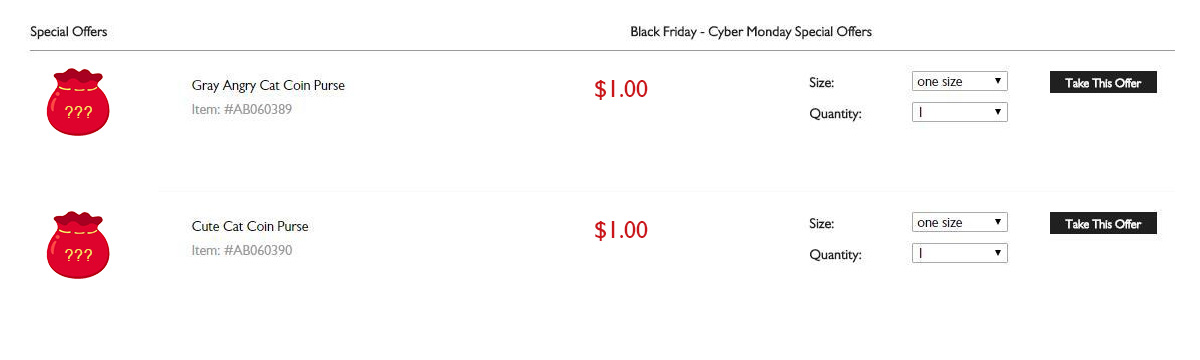 Special Offers
Black Friday - Cyber Monday Special Offers
???
Gray Angry Cat Coin Purse
Item: #AB060389
$1.00
Size:
one size
Quantity:
1
Take This Offer
???
Cute Cat Coin Purse
Item: #AB060390
$1.00
Size:
one size
Quantity:
1
Take This Offer